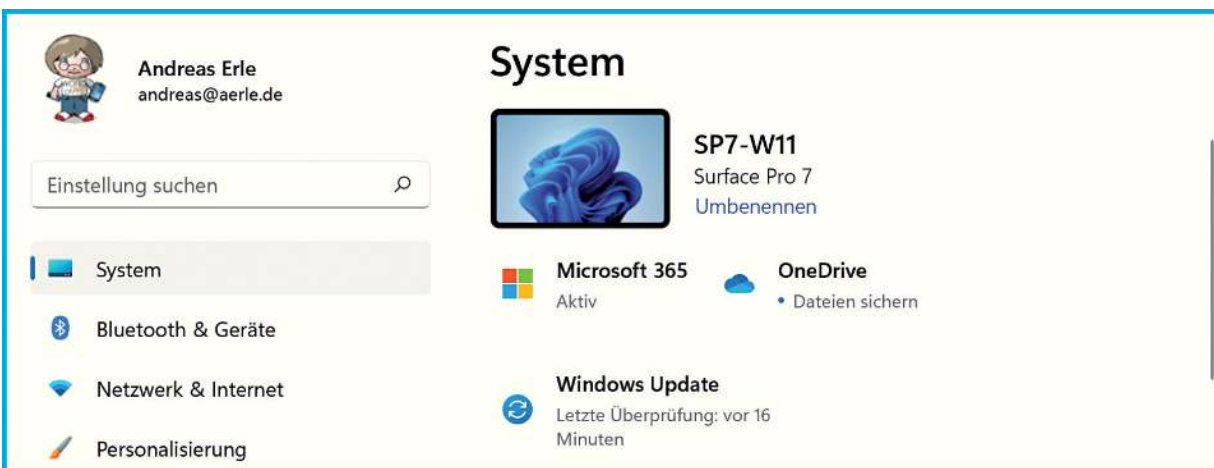 Andreas Erle
andreas@aerle.de
Einstellung suchen
System
Bluetooth & Geräte
Netzwerk & Internet
Personalisierung
System
SP7-W11
Surface Pro 7
Umbenennen
Microsoft 365
Aktiv
OneDrive
• Dateien sichern
Windows Update
Letzte Überprüfung: vor 16
Minuten